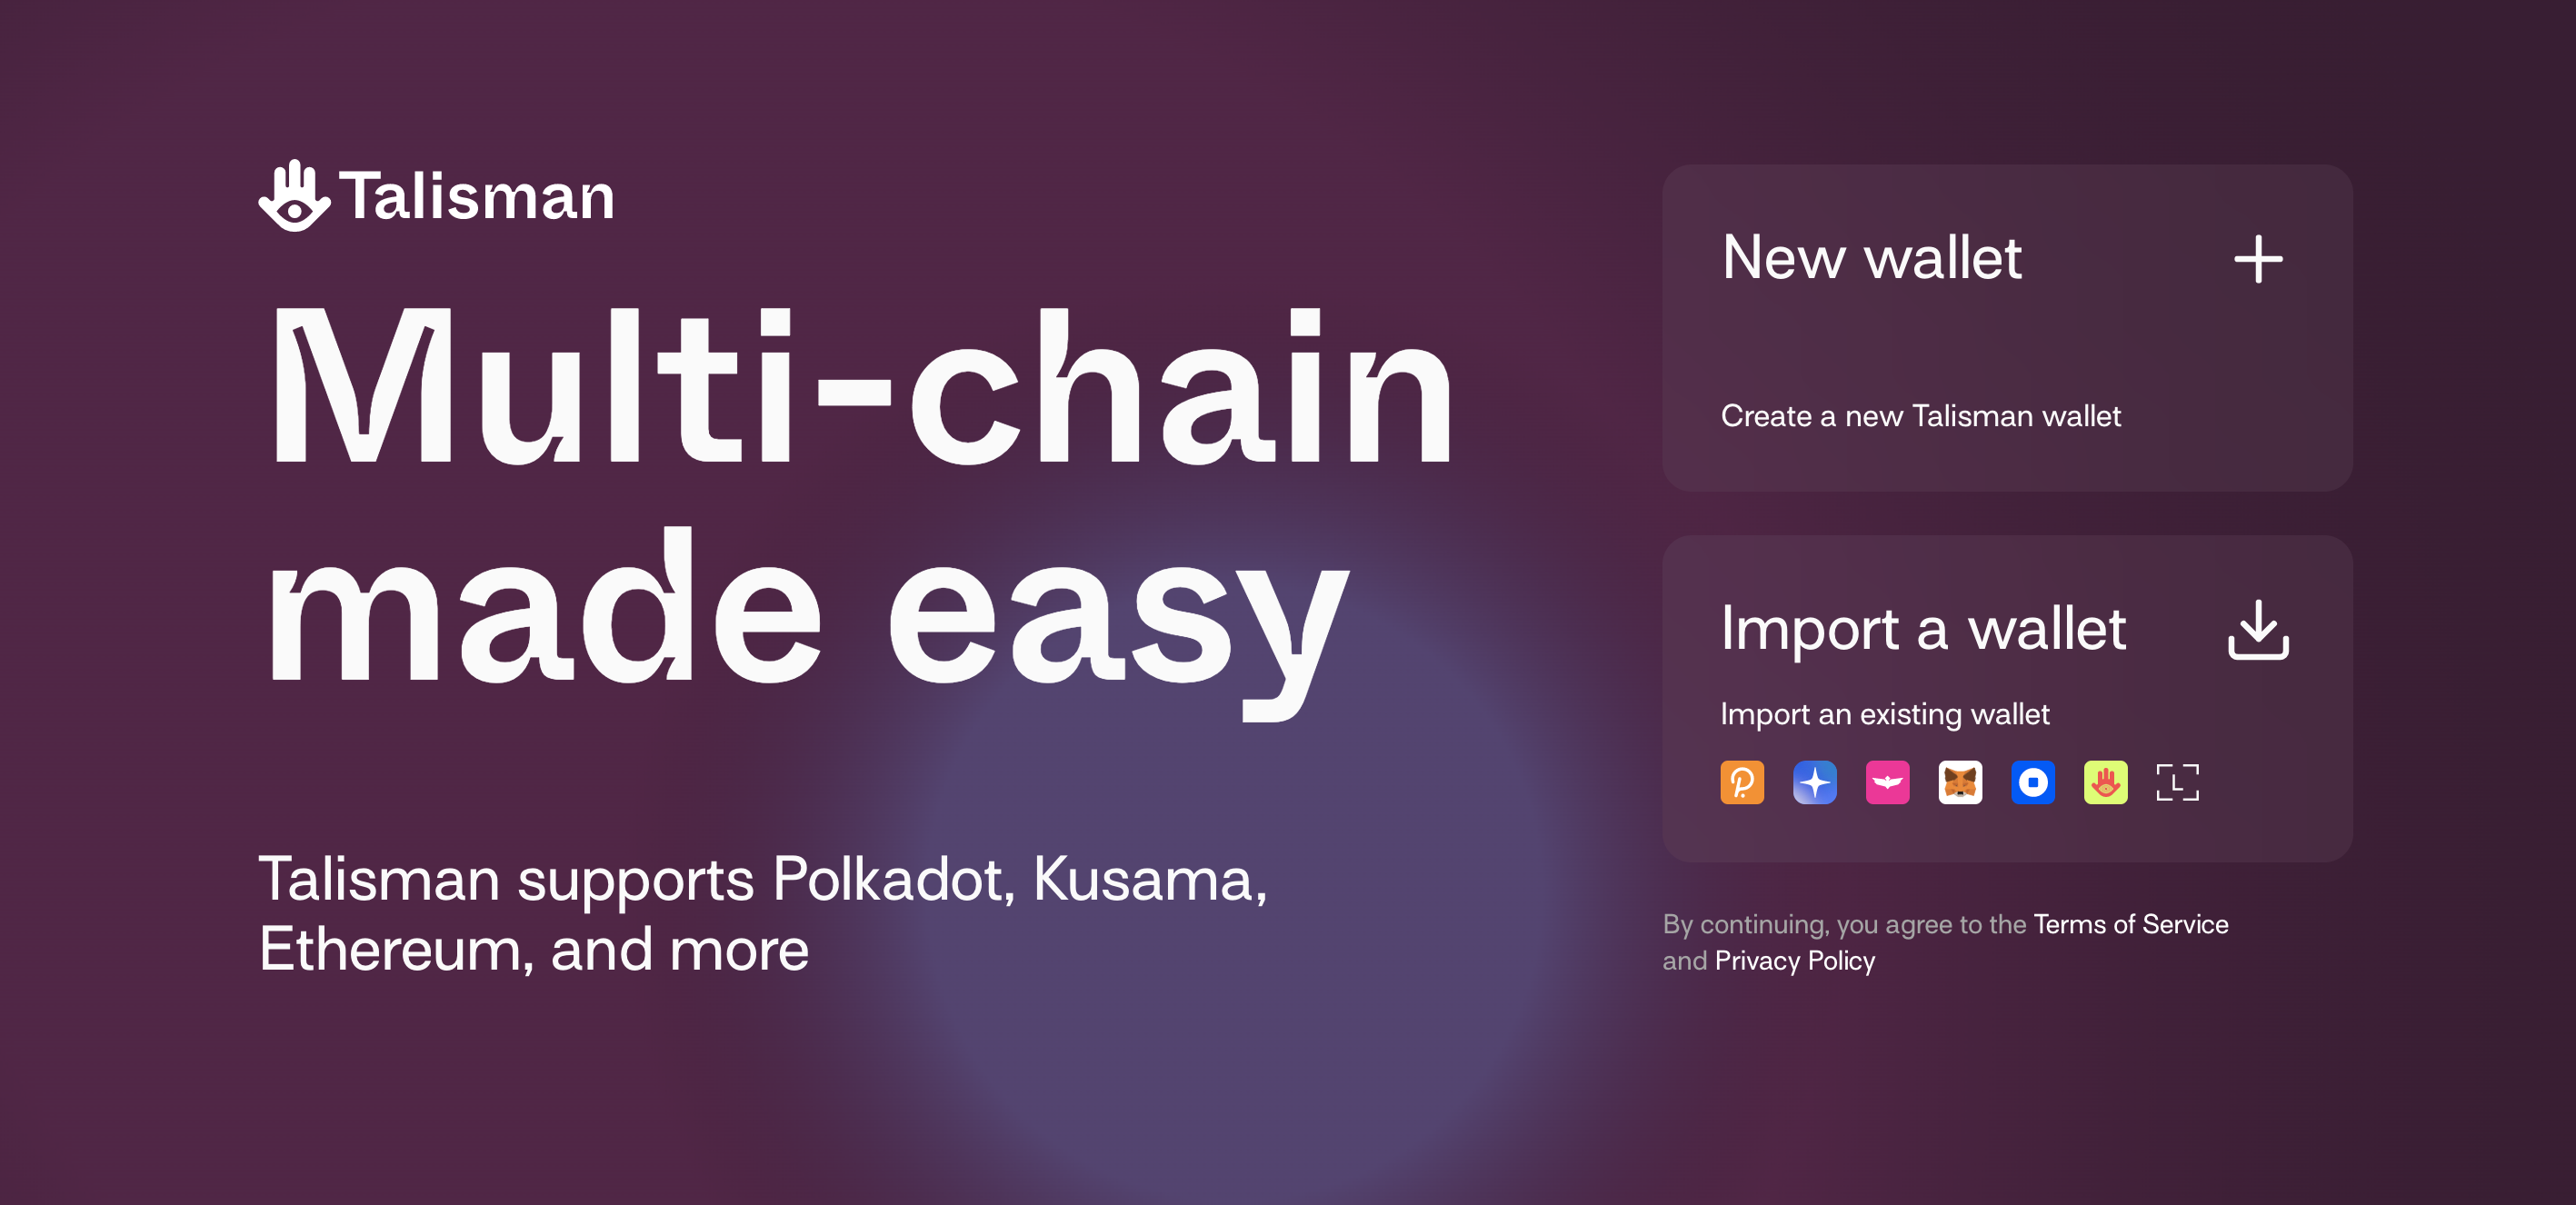 Talisman
Multi-chain
made easy
Talisman supports Polkadot, Kusama,
Ethereum, and more
New wallet
Create a new Talisman wallet
Import a wallet
Import an existing wallet
By continuing, you agree to the Terms of Service
and Privacy Policy